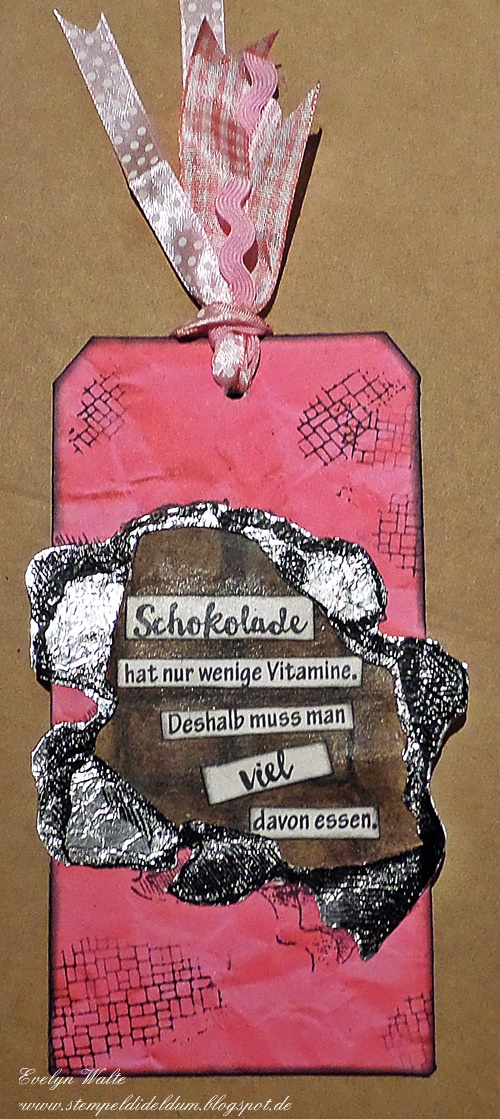 Schokolade
hat nur wenige Vitamine.
Deshalb muss man
viel
davon essen.
Evelyn Walte
www.stempeldideldum.blogspot.de